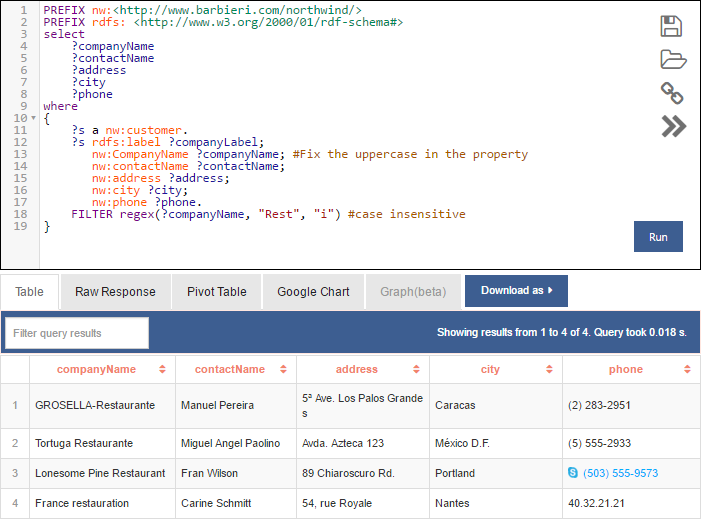 1 PREFIX nw:<http://www.barbieri.com/northwind/>
2 PREFIX rdfs: <http://www.w3.org/2000/01/rdf-schema#>
3 select
4 ?companyName
5 ?contactName
6 ?address
7 ?city
8 ?phone
9 where
10 {
11 ?s a nw:customer.
12 ?s rdfs:label ?companyLabel;
13 nw:CompanyName ?companyName; #Fix the uppercase in the property
14 nw:contactName ?contactName;
15 nw:address ?address;
16 nw:city ?city;
17 nw:phone ?phone.
18 FILTER regex(?companyName, "Rest", "i") #case insensitive
19 }
Run
Table Raw Response Pivot Table Google Chart Graph(beta) Download as
Filter query results Showing results from 1 to 4 of 4. Query took 0.018 s.
companyName contactName address city phone
1 GROSELLA-Restaurante Manuel Pereira 5ª Ave. Los Palos Grande
s Caracas (2) 283-2951
2 Tortuga Restaurante Miguel Angel Paolino Avda. Azteca 123 México D.F. (5) 555-2933
3 Lonesome Pine Restaurant Fran Wilson 89 Chiaroscuro Rd. Portland (503) 555-9573
4 France restauration Carine Schmitt 54, rue Royale Nantes 40.32.21.21